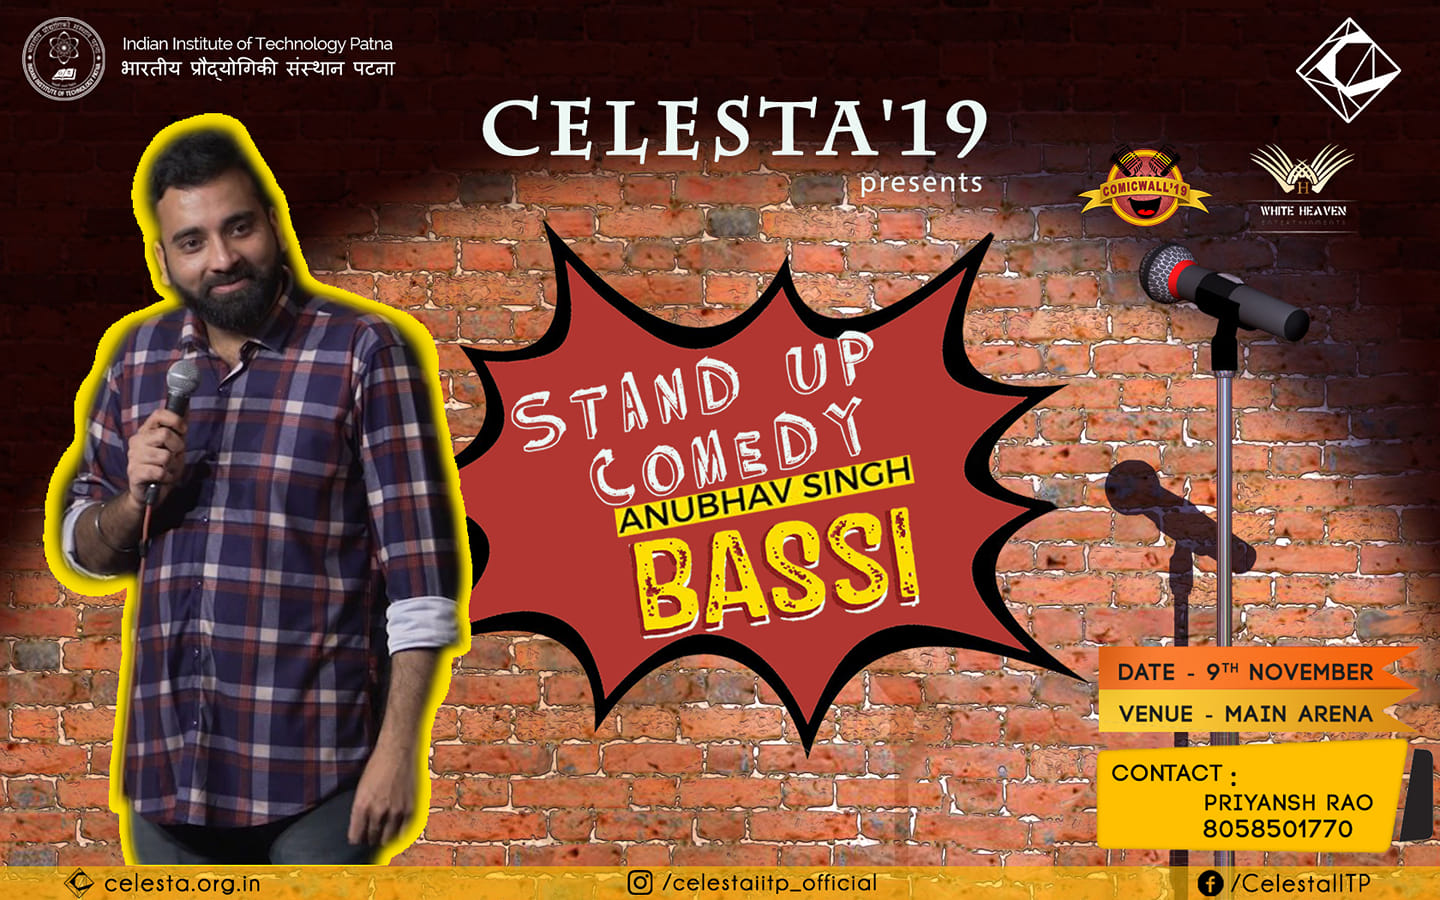 Indian Institute of Technology Patna
भारतीय प्रौद्योगिकी संस्थान पटना
CELESTA'19
presents
COMICWALL'19
H
WHITE HEAVEN
ENTERTAINMENTS
STAND UP
COMEDY
ANUBHAV SINGH
BASSI
DATE - 9TH NOVEMBER
VENUE - MAIN ARENA
CONTACT :
PRIYANSH RAO
8058501770
celesta.org.in
/celestaiitp_official
/CelestaIITP